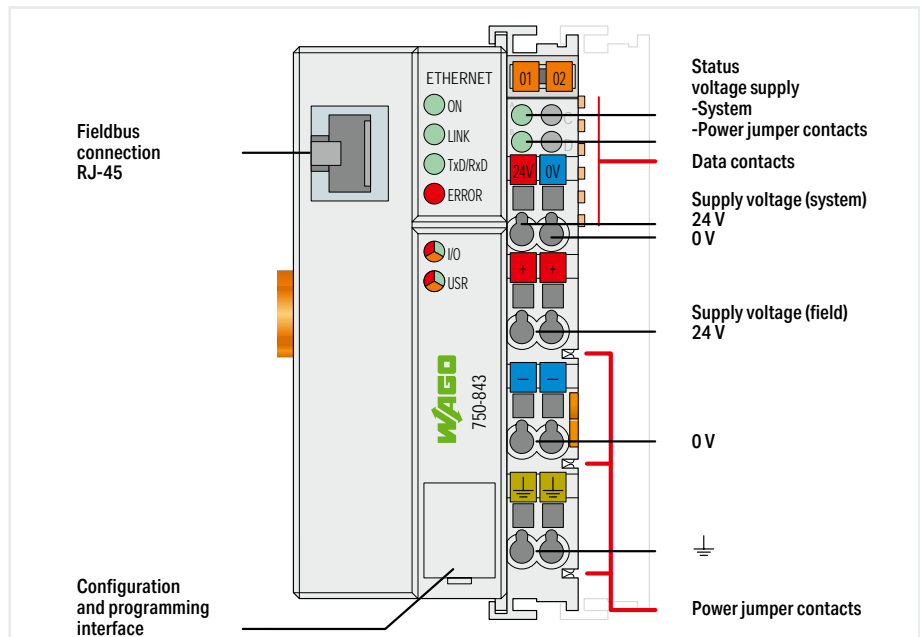 Fieldbus
connection
RJ-45
Configuration
and programming
interface
ETHERNET
ON
LINK
TxD/RxD
ERROR
I/O
USR
WAGO
750-843
01 02
A C
D
24V 0V
+ +
— —
Status
voltage supply
-System
-Power jumper contacts
Data contacts
Supply voltage (system)
24 V
0 V
Supply voltage (field)
24 V
0 V
Power jumper contacts